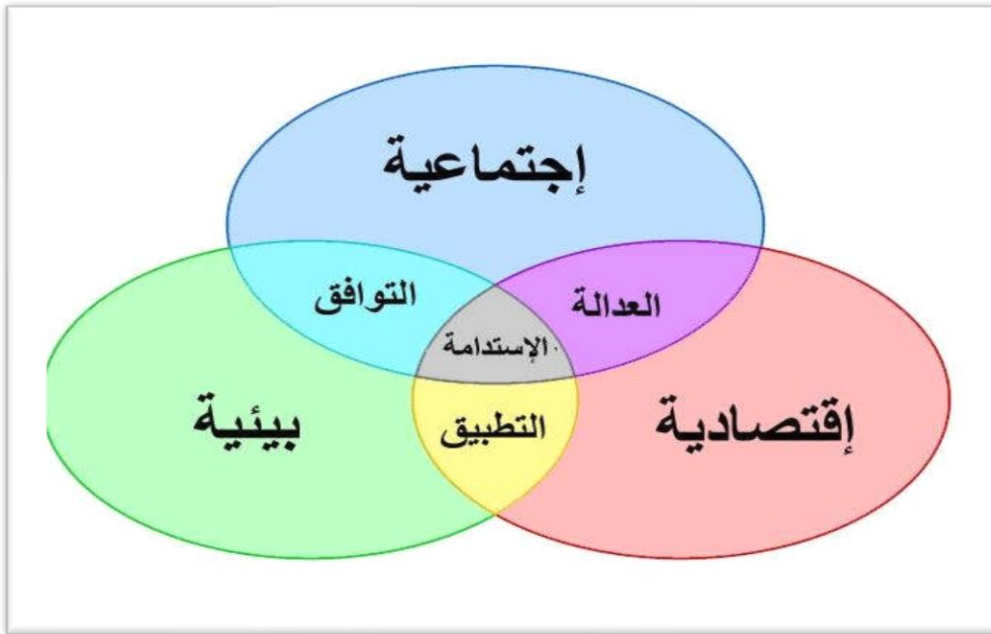 إجتماعية
العدالة
التوافق
الإستدامة
إقتصادية
التطبيق
بيئية